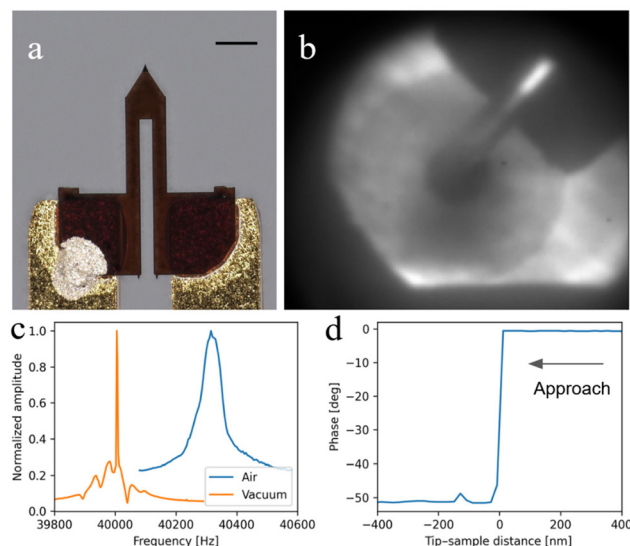 a
b
c
1.0
0.8
0.6
0.4
0.2
0.0
Normalized amplitude
39800 40000 40200 40400 40600
Frequency [Hz]
Air
Vacuum
d
0
−10
−20
−30
−40
−50
Phase [deg]
Approach
−400 −200 0 200 400
Tip–sample distance [nm]